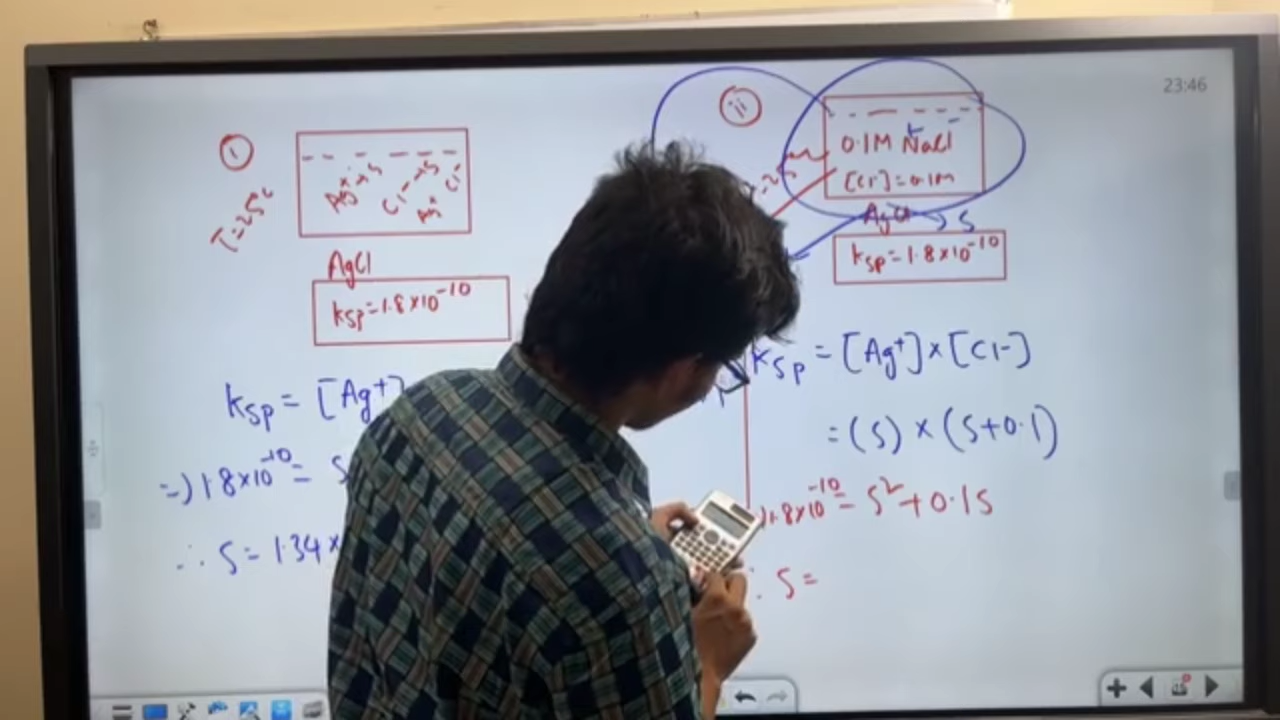 23:46
i
T=25°
Ag⁺→S
Cl⁻→S
Ag⁺
Cl⁻
AgCl
Ksp=1.8×10⁻¹⁰
Ksp = [Ag⁺]
=) 1.8×10⁻¹⁰ = S
∴ S = 1.34×
ii
0.1M NaCl
[Cl⁻]=0.1M
AgCl → S
Ksp=1.8×10⁻¹⁰
Ksp = [Ag⁺]×[Cl⁻]
= (S) × (S+0.1)
1.8×10⁻¹⁰ = S²+0.1S
∴ S =